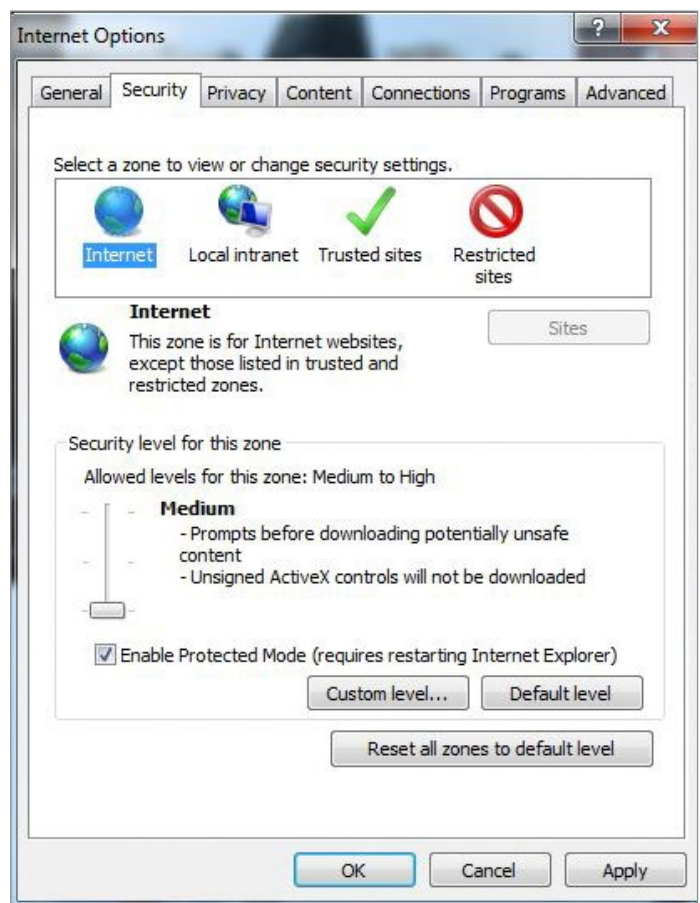 Internet Options
?
X
General Security Privacy Content Connections Programs Advanced
Select a zone to view or change security settings.
Internet Local intranet Trusted sites Restricted
sites
Internet
Sites
This zone is for Internet websites,
except those listed in trusted and
restricted zones.
Security level for this zone
Allowed levels for this zone: Medium to High
Medium
- Prompts before downloading potentially unsafe
content
- Unsigned ActiveX controls will not be downloaded
Enable Protected Mode (requires restarting Internet Explorer)
Custom level... Default level
Reset all zones to default level
OK Cancel Apply